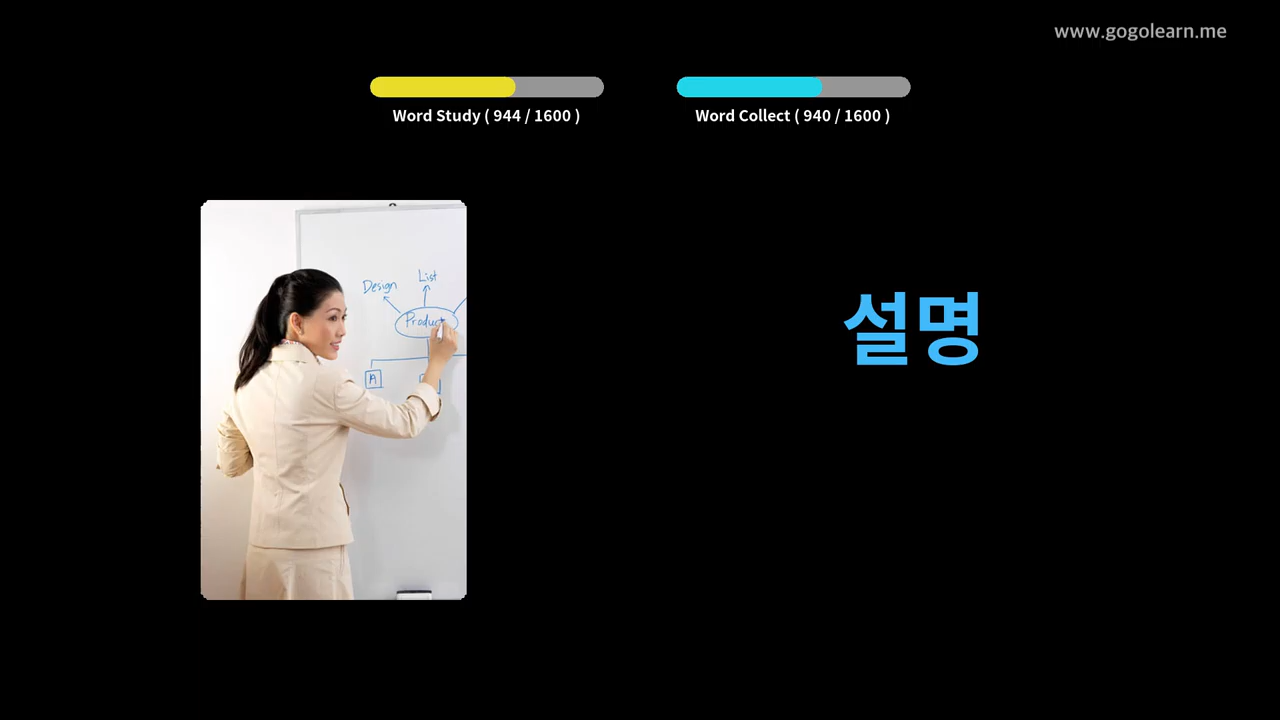 www.gogolearn.me
Word Study ( 944 / 1600 )
Word Collect ( 940 / 1600 )
List
Design
Product
A
설명